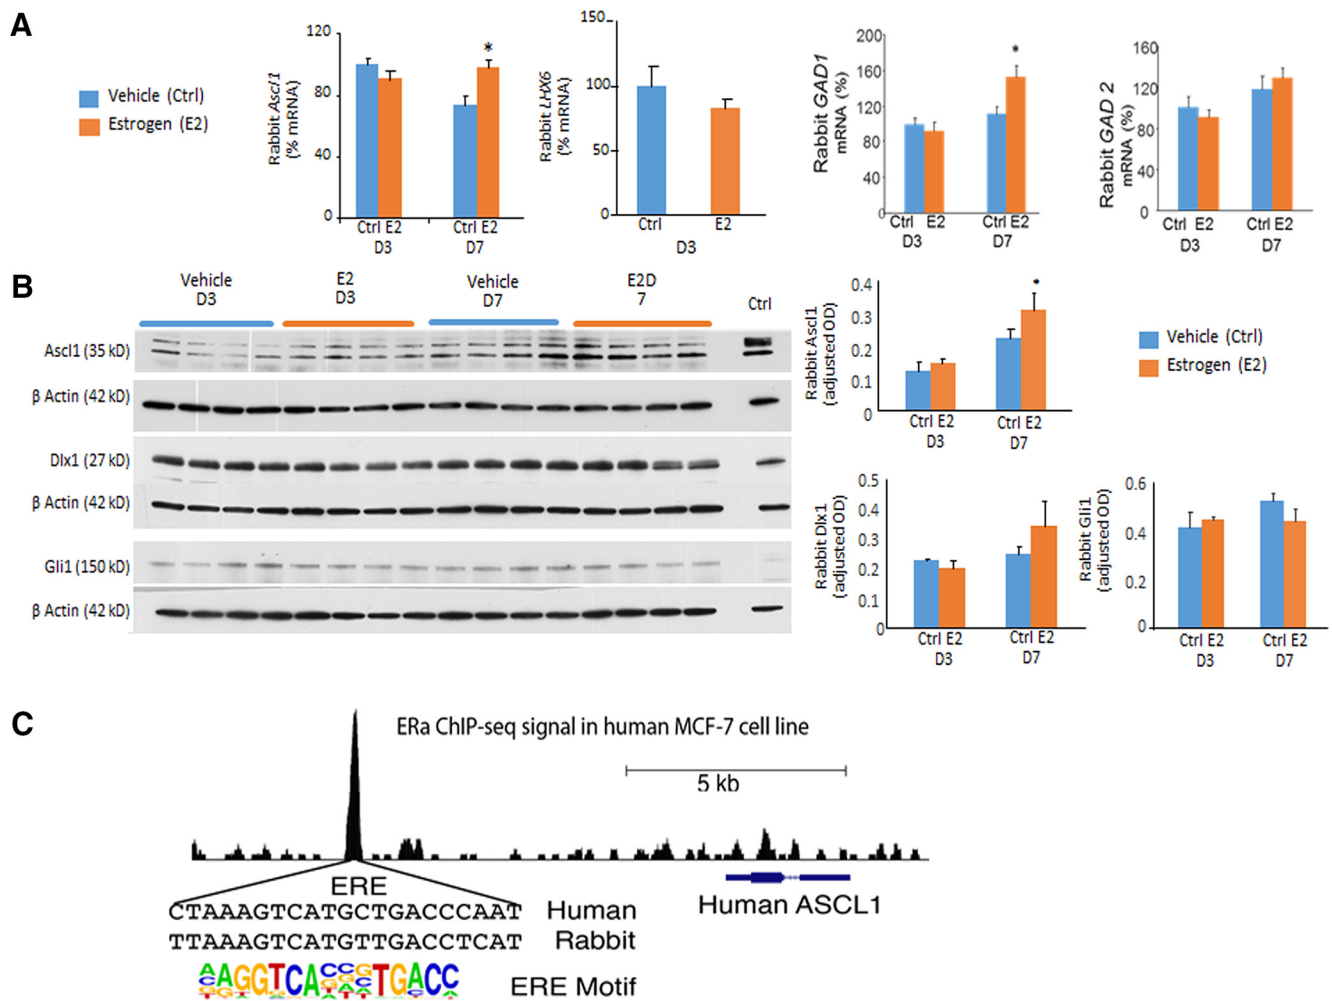 A
Vehicle (Ctrl)
Estrogen (E2)
Rabbit Ascl1
(% mRNA)
120
80
40
0
*
Ctrl E2
D3
Ctrl E2
D7
Rabbit LHX6
(% mRNA)
150
100
50
0
Ctrl
E2
D3
Rabbit GAD1
mRNA (%)
200
160
120
80
40
0
*
Ctrl E2
D3
Ctrl E2
D7
Rabbit GAD 2
mRNA (%)
160
120
80
40
0
Ctrl E2
D3
Ctrl E2
D7
B
Vehicle
D3
E2
D3
Vehicle
D7
E2D
7
Ctrl
Ascl1 (35 kD)
β Actin (42 kD)
Dlx1 (27 kD)
β Actin (42 kD)
Gli1 (150 kD)
β Actin (42 kD)
Rabbit Ascl1
(adjusted OD)
0.4
0.3
0.2
0.1
0
*
Ctrl E2
D3
Ctrl E2
D7
Vehicle (Ctrl)
Estrogen (E2)
Rabbit Dlx1
(adjusted OD)
0.5
0.4
0.3
0.2
0.1
0
Ctrl E2
D3
Ctrl E2
D7
Rabbit Gli1
(adjusted OD)
0.6
0.4
0.2
0
Ctrl E2
D3
Ctrl E2
D7
C
ERa ChIP-seq signal in human MCF-7 cell line
5 kb
ERE
Human ASCL1
CTAAAGTCATGCTGACCCAAT Human
TTAAAGTCATGTTGACCTCAT Rabbit
ERE Motif